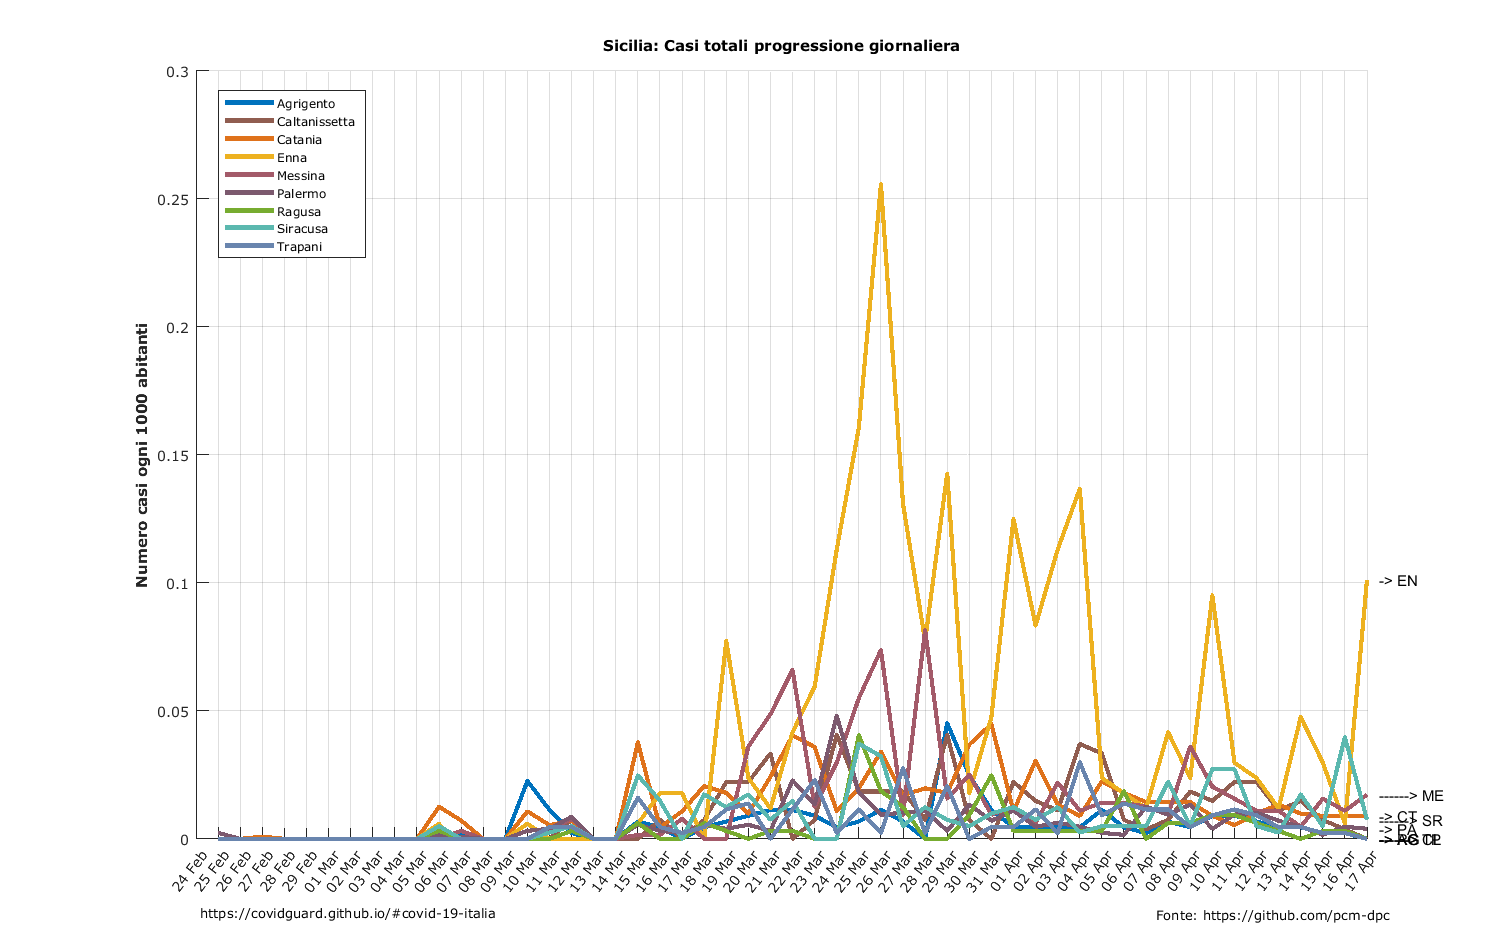 Sicilia: Casi totali progressione giornaliera
Numero casi ogni 1000 abitanti
0.3
0.25
0.2
0.15
0.1
0.05
0
Agrigento
Caltanissetta
Catania
Enna
Messina
Palermo
Ragusa
Siracusa
Trapani
-> EN
------> ME
-> CT
-----> SR
-> PA
-> AG
24 Feb
25 Feb
26 Feb
27 Feb
28 Feb
29 Feb
01 Mar
02 Mar
03 Mar
04 Mar
05 Mar
06 Mar
07 Mar
08 Mar
09 Mar
10 Mar
11 Mar
12 Mar
13 Mar
14 Mar
15 Mar
16 Mar
17 Mar
18 Mar
19 Mar
20 Mar
21 Mar
22 Mar
23 Mar
24 Mar
25 Mar
26 Mar
27 Mar
28 Mar
29 Mar
30 Mar
31 Mar
01 Apr
02 Apr
03 Apr
04 Apr
05 Apr
06 Apr
07 Apr
08 Apr
09 Apr
10 Apr
11 Apr
12 Apr
13 Apr
14 Apr
15 Apr
16 Apr
17 Apr
https://covidguard.github.io/#covid-19-italia
Fonte: https://github.com/pcm-dpc